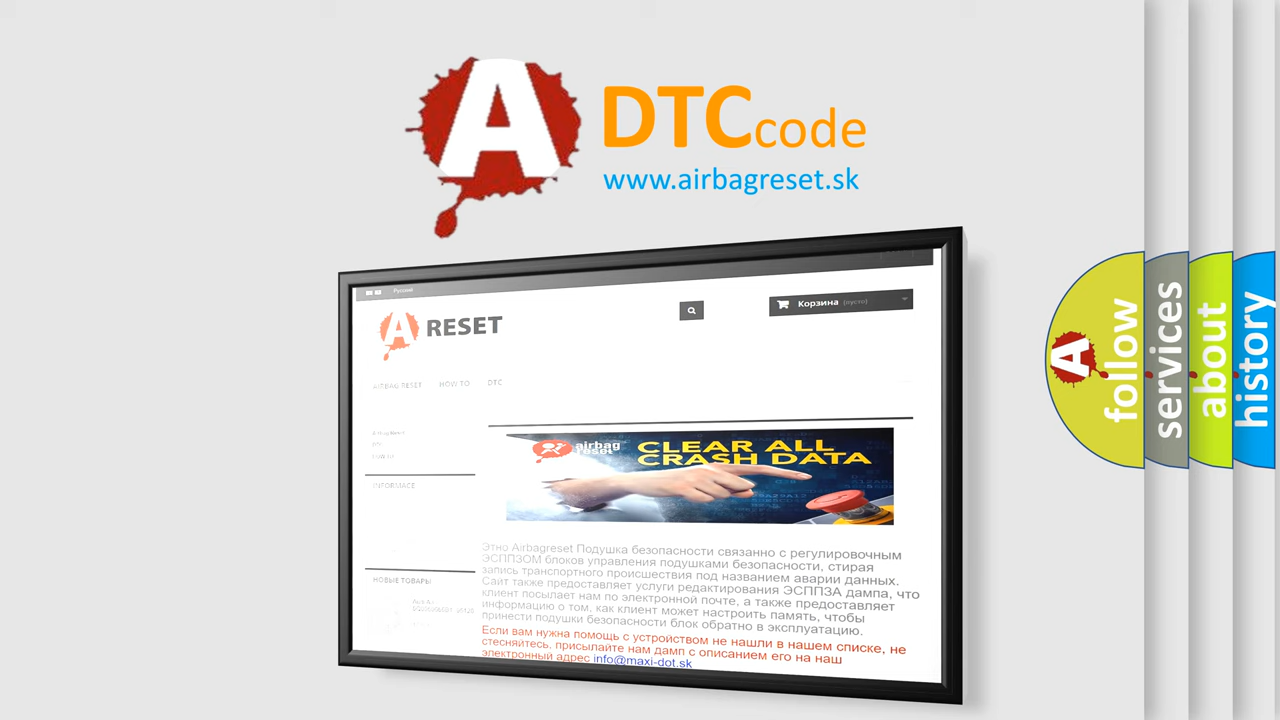 A DTCcode
www.airbagreset.sk
Русский
A RESET
Корзина (пусто)
AIRBAG RESET HOW TO DTC
INFORMACE
airbag
reset
CLEAR ALL
CRASH DATA
Этно Airbagreset Подушка безопасности связанно с регулировочным
ЭСППЗОМ блоков управления подушками безопасности, стирая
запись транспортного происшествия под названием аварии данных.
Сайт также предоставляет услуги редактирования ЭСППЗА дампа, что
клиент посылает нам по электронной почте, а также предоставляет
информацию о том, как клиент может настроить память, чтобы
принести подушки безопасности блок обратно в эксплуатацию.
Если вам нужна помощь с устройством не нашли в нашем списке, не
стесняйтесь, присылайте нам дамп с описанием его на наш
электронный адрес info@maxi-dot.sk
НОВЫЕ ТОВАРЫ
A
follow
services
about
history